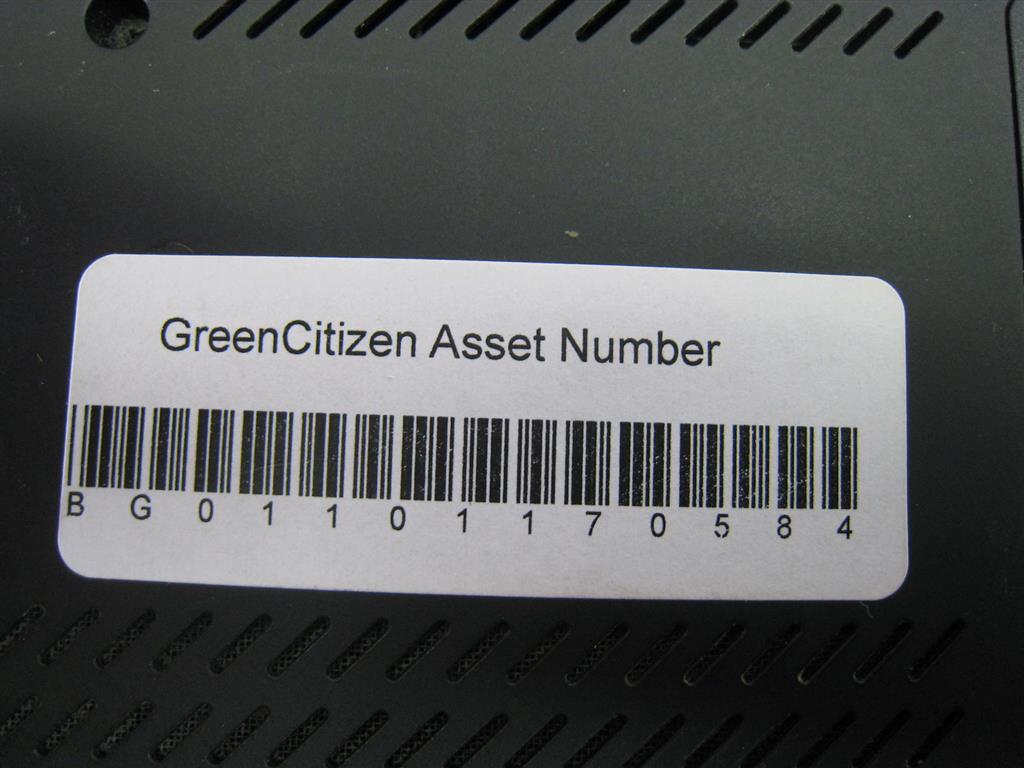 GreenCitizen Asset Number
B G 0 1 1 0 1 1 7 0 5 8 4